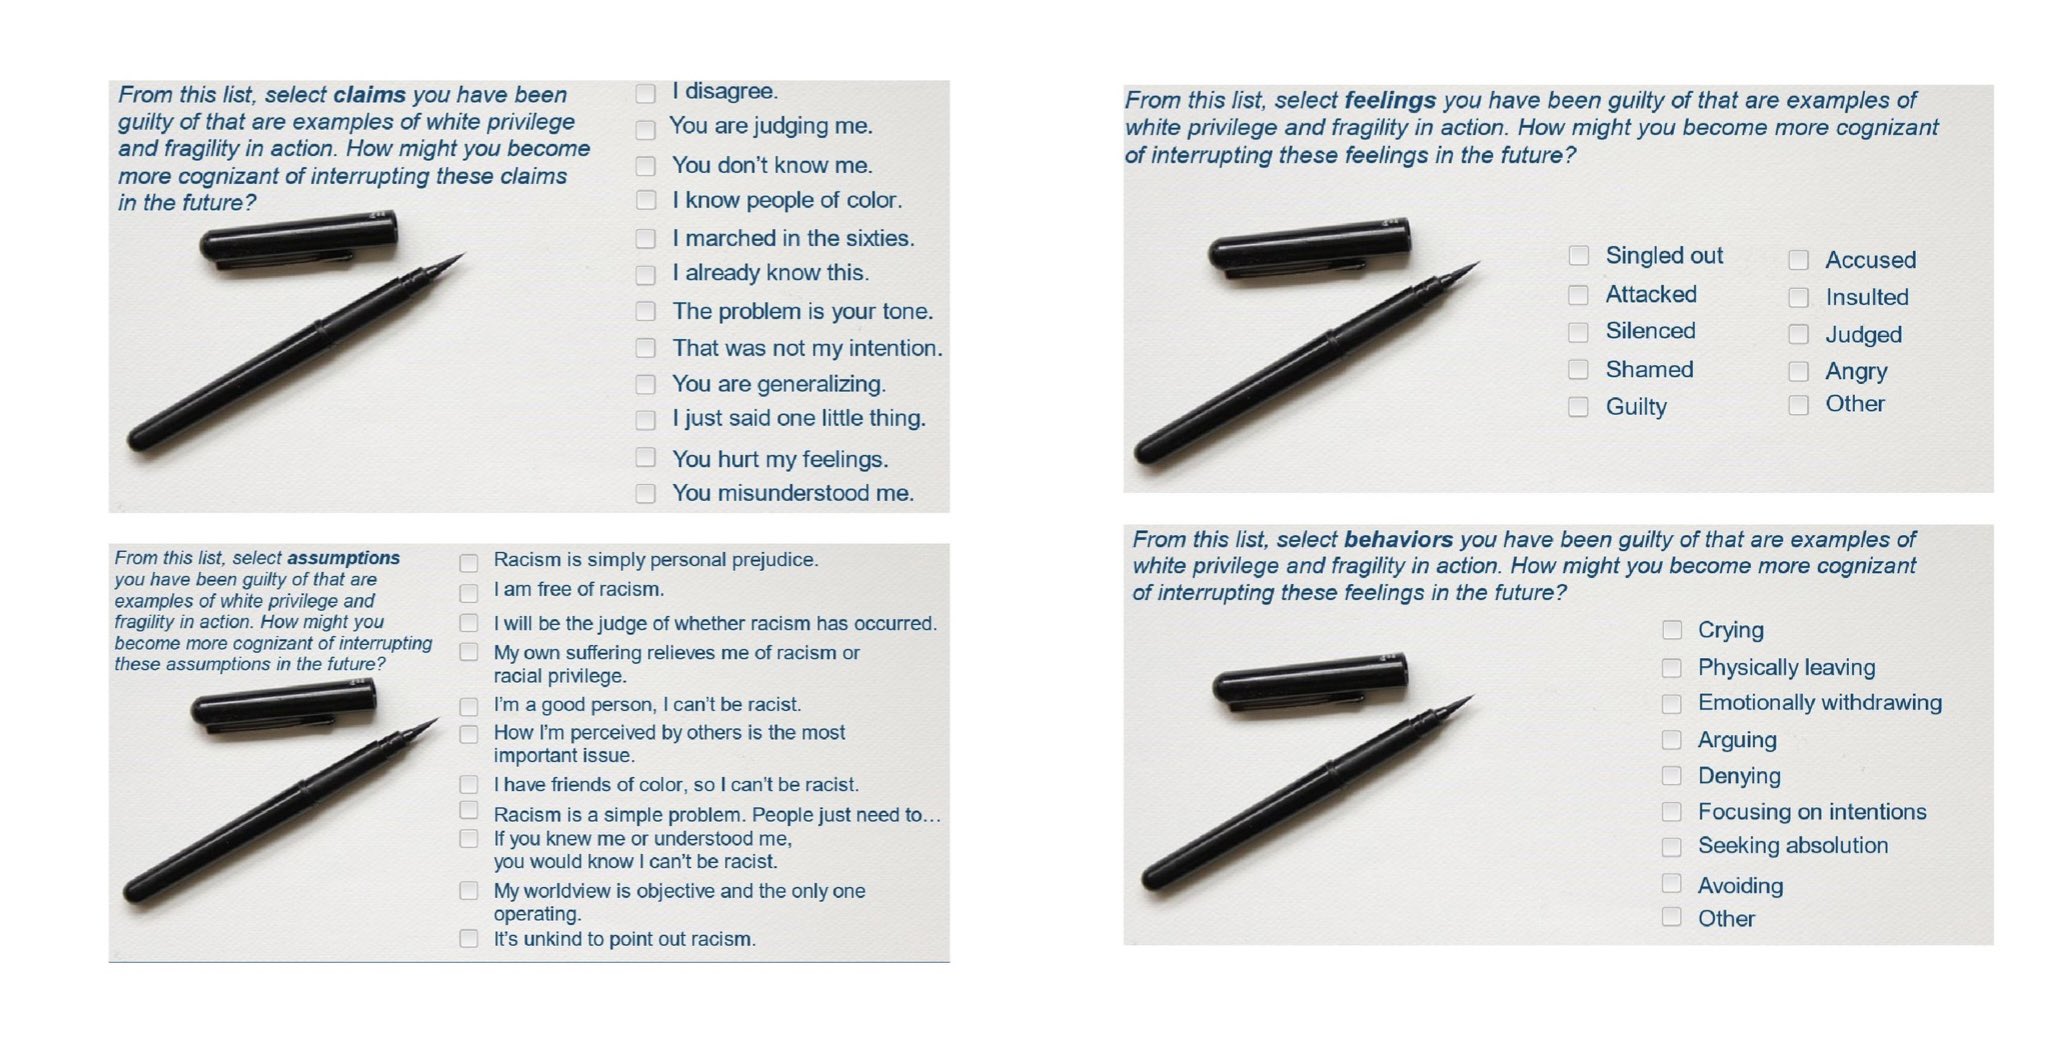 From this list, select claims you have been
guilty of that are examples of white privilege
and fragility in action. How might you become
more cognizant of interrupting these claims
in the future?
I disagree.
You are judging me.
You don't know me.
I know people of color.
I marched in the sixties.
I already know this.
The problem is your tone.
That was not my intention.
You are generalizing.
I just said one little thing.
You hurt my feelings.
You misunderstood me.
From this list, select feelings you have been guilty of that are examples of
white privilege and fragility in action. How might you become more cognizant
of interrupting these feelings in the future?
Singled out
Attacked
Silenced
Shamed
Guilty
Accused
Insulted
Judged
Angry
Other
From this list, select assumptions
you have been guilty of that are
examples of white privilege and
fragility in action. How might you
become more cognizant of interrupting
these assumptions in the future?
Racism is simply personal prejudice.
I am free of racism.
I will be the judge of whether racism has occurred.
My own suffering relieves me of racism or
racial privilege.
I'm a good person, I can't be racist.
How I'm perceived by others is the most
important issue.
I have friends of color, so I can't be racist.
Racism is a simple problem. People just need to…
If you knew me or understood me,
you would know I can't be racist.
My worldview is objective and the only one
operating.
It's unkind to point out racism.
From this list, select behaviors you have been guilty of that are examples of
white privilege and fragility in action. How might you become more cognizant
of interrupting these feelings in the future?
Crying
Physically leaving
Emotionally withdrawing
Arguing
Denying
Focusing on intentions
Seeking absolution
Avoiding
Other